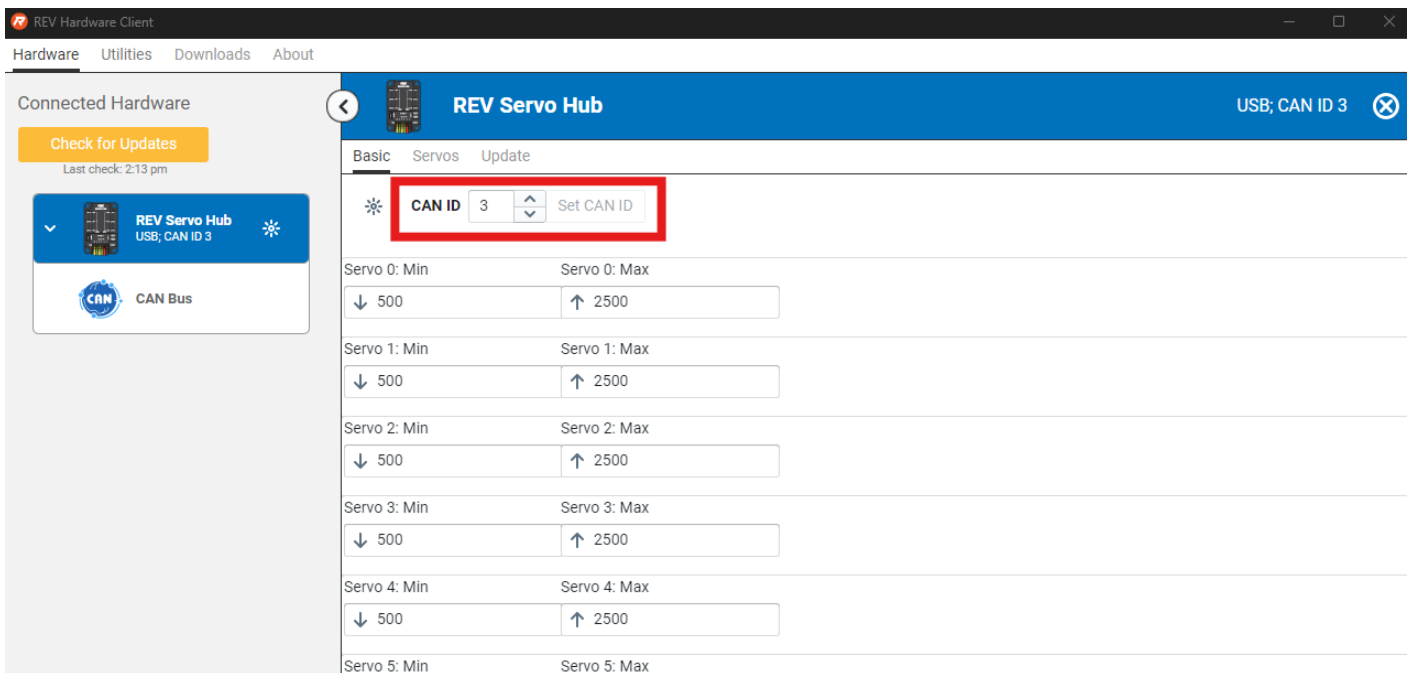 REV Hardware Client
Hardware Utilities Downloads About
Connected Hardware
Check for Updates
Last check: 2:13 pm
REV Servo Hub
USB; CAN ID 3
CAN
CAN Bus
REV Servo Hub
USB; CAN ID 3
Basic Servos Update
CAN ID 3 Set CAN ID
Servo 0: Min Servo 0: Max
500 2500
Servo 1: Min Servo 1: Max
500 2500
Servo 2: Min Servo 2: Max
500 2500
Servo 3: Min Servo 3: Max
500 2500
Servo 4: Min Servo 4: Max
500 2500
Servo 5: Min Servo 5: Max